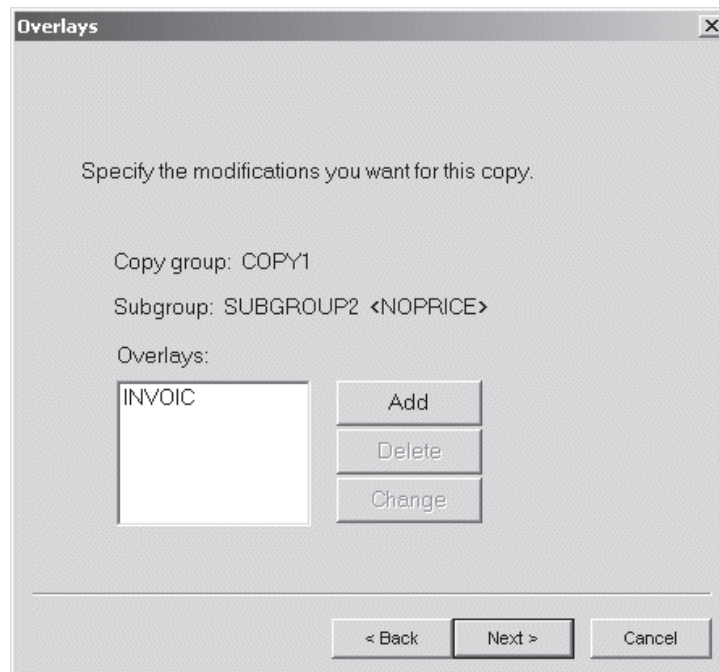 Overlays
Specify the modifications you want for this copy.
Copy group: COPY1
Subgroup: SUBGROUP2 <NOPRICE>
Overlays:
INVOIC
Add
Delete
Change
< Back
Next >
Cancel